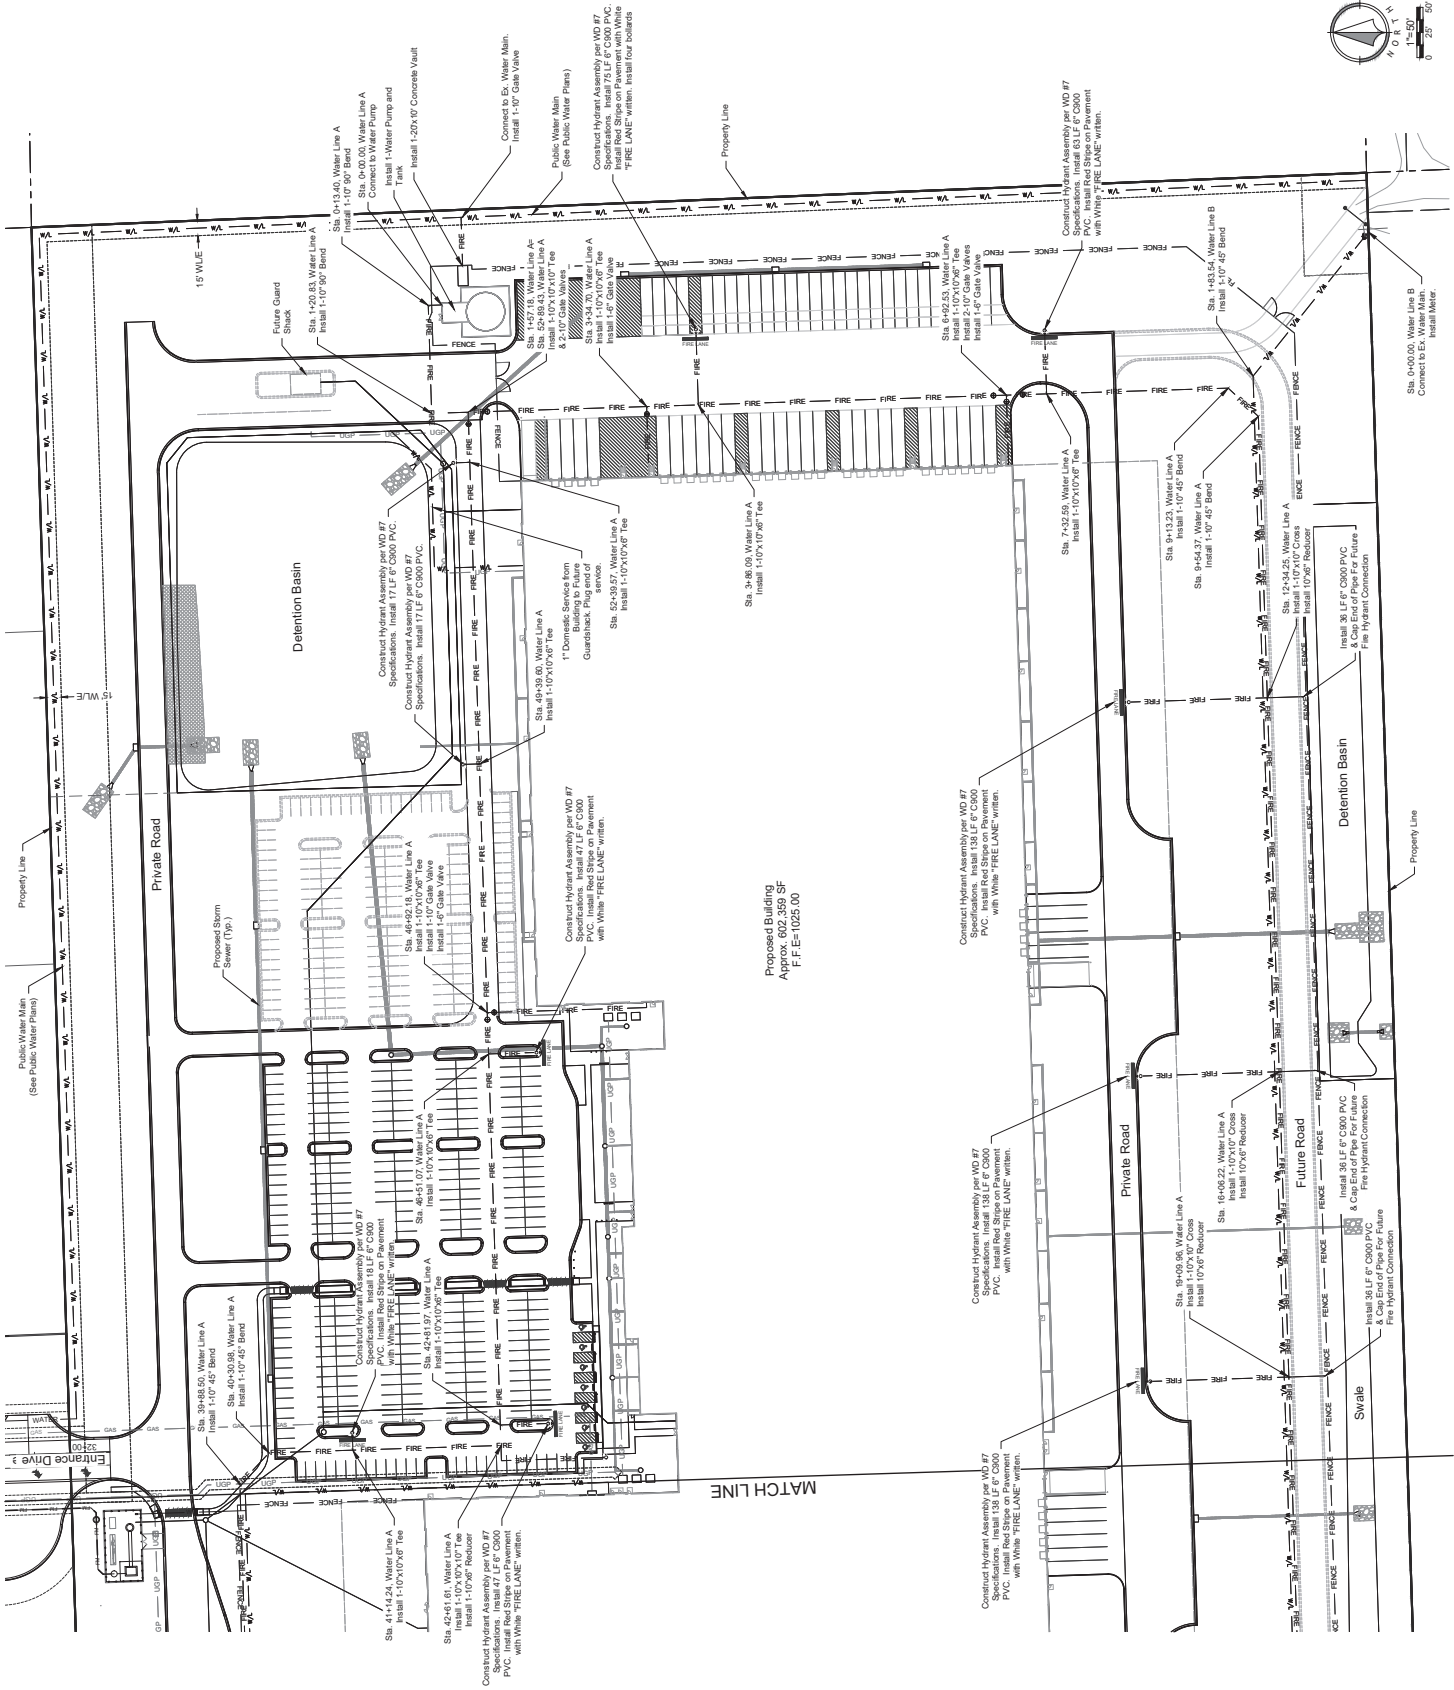 Sta. 0+13.40, Water Line A
Install 1-10" 90° Bend
Sta. 0+00.00, Water Line A
Connect to Water Pump
Install 1-Water Pump and
Tank
Install 1-20'x10' Concrete Vault
Connect to Ex. Water Main.
Install 1-10" Gate Valve
Public Water Main
(See Public Water Plans)
Construct Hydrant Assembly per WD #7
Specifications. Install 75 LF 6" C900 PVC.
Install Red Stripe on Pavement with White
"FIRE LANE" written. Install four bollards
Property Line
Construct Hydrant Assembly per WD #7
Specifications. Install 63 LF 6" C900
PVC. Install Red Stripe on Pavement
with White "FIRE LANE" written.
NORTH
1"=50'
0 25' 50'
15' WL/E
Future Guard
Shack
Sta. 1+20.83, Water Line A
Install 1-10" 90° Bend
Sta. 1+57.18, Water Line A=
Sta. 52+89.43, Water Line A
Install 1-10"x10"x10" Tee
& 2-10" Gate Valves
Sta. 3+34.70, Water Line A
Install 1-10"x10"x6" Tee
Install 1-6" Gate Valve
Sta. 6+92.53, Water Line A
Install 1-10"x10"x6" Tee
Install 2-10" Gate Valves
Install 1-6" Gate Valve
Sta. 1+83.54, Water Line B
Install 1-10" 45° Bend
Sta. 0+00.00, Water Line B
Connect to Ex. Water Main.
Install Meter.
Detention Basin
Construct Hydrant Assembly per WD #7
Specifications. Install 17 LF 6" C900 PVC.
Construct Hydrant Assembly per WD #7
Specifications. Install 17 LF 6" C900 PVC.
Sta. 49+39.60, Water Line A
Install 1-10"x10"x6" Tee
1" Domestic Service from
Building to Future
Guardshack. Plug end of
service.
Sta. 52+39.57, Water Line A
Install 1-10"x10"x6" Tee
Sta. 3+86.09, Water Line A
Install 1-10"x10"x6" Tee
Sta. 7+32.59, Water Line A
Install 1-10"x10"x6" Tee
Sta. 9+13.23, Water Line A
Install 1-10" 45° Bend
Sta. 9+54.37, Water Line A
Install 1-10" 45° Bend
Sta. 12+34.25, Water Line A
Install 1-10"x10" Cross
Install 10"x6" Reducer
Install 36 LF 6" C900 PVC
& Cap End of Pipe For Future
Fire Hydrant Connection
15' WL/E
Property Line
Private Road
Proposed Storm
Sewer (Typ.)
Public Water Main
(See Public Water Plans)
Sta. 46+92.18, Water Line A
Install 1-10"x10"x6" Tee
Install 1-10" Gate Valve
Install 1-6" Gate Valve
Construct Hydrant Assembly per WD #7
Specifications. Install 47 LF 6" C900
PVC. Install Red Stripe on Pavement
with White "FIRE LANE" written.
Proposed Building
Approx. 602,359 SF
F.F.E=1025.00
Construct Hydrant Assembly per WD #7
Specifications. Install 138 LF 6" C900
PVC. Install Red Stripe on Pavement
with White "FIRE LANE" written.
Detention Basin
Property Line
Sta. 46+51.07, Water Line A
Install 1-10"x10"x6" Tee
Construct Hydrant Assembly per WD #7
Specifications. Install 18 LF 6" C900
PVC. Install Red Stripe on Pavement
with White "FIRE LANE" written.
Sta. 42+81.97, Water Line A
Install 1-10"x10"x6" Tee
Sta. 39+88.50, Water Line A
Install 1-10" 45° Bend
Sta. 40+30.98, Water Line A
Install 1-10" 45° Bend
Construct Hydrant Assembly per WD #7
Specifications. Install 138 LF 6" C900
PVC. Install Red Stripe on Pavement
with White "FIRE LANE" written.
Private Road
Sta. 16+06.22, Water Line A
Install 1-10"x10" Cross
Install 10"x6" Reducer
Sta. 19+09.96, Water Line A
Install 1-10"x10" Cross
Install 10"x6" Reducer
Future Road
Install 36 LF 6" C900 PVC
& Cap End of Pipe For Future
Fire Hydrant Connection
Install 36 LF 6" C900 PVC
& Cap End of Pipe For Future
Fire Hydrant Connection
Swale
32+00
Entrance Drive
WATER
GAS
UGP
FIRE
FENCE
W/L
FIRE LANE
MATCH LINE
Sta. 41+14.24, Water Line A
Install 1-10"x10"x6" Tee
Sta. 42+61.61, Water Line A
Install 1-10"x10"x10" Tee
Install 1-10"x6" Reducer
Construct Hydrant Assembly per WD #7
Specifications. Install 47 LF 6" C900
PVC. Install Red Stripe on Pavement
with White "FIRE LANE" written.
Construct Hydrant Assembly per WD #7
Specifications. Install 138 LF 6" C900
PVC. Install Red Stripe on Pavement
with White "FIRE LANE" written.